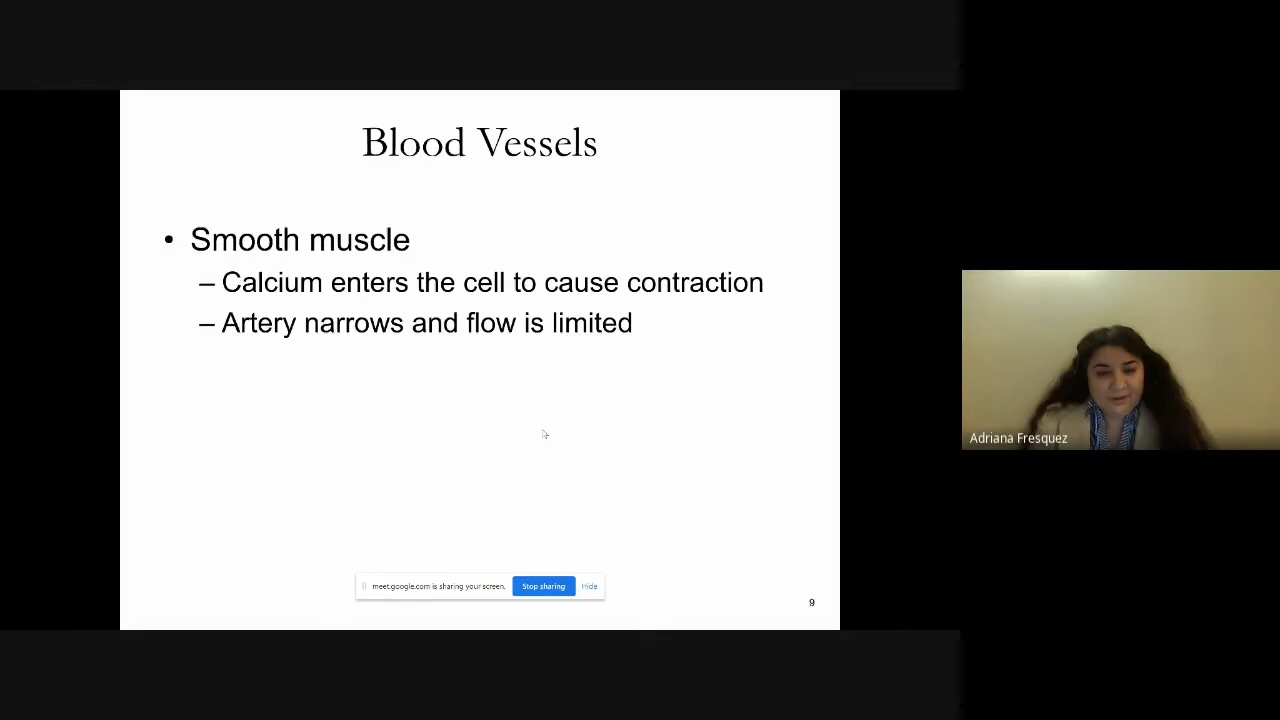 Blood Vessels
• Smooth muscle
– Calcium enters the cell to cause contraction
– Artery narrows and flow is limited
Adriana Fresquez
meet.google.com is sharing your screen. Stop sharing Hide
9